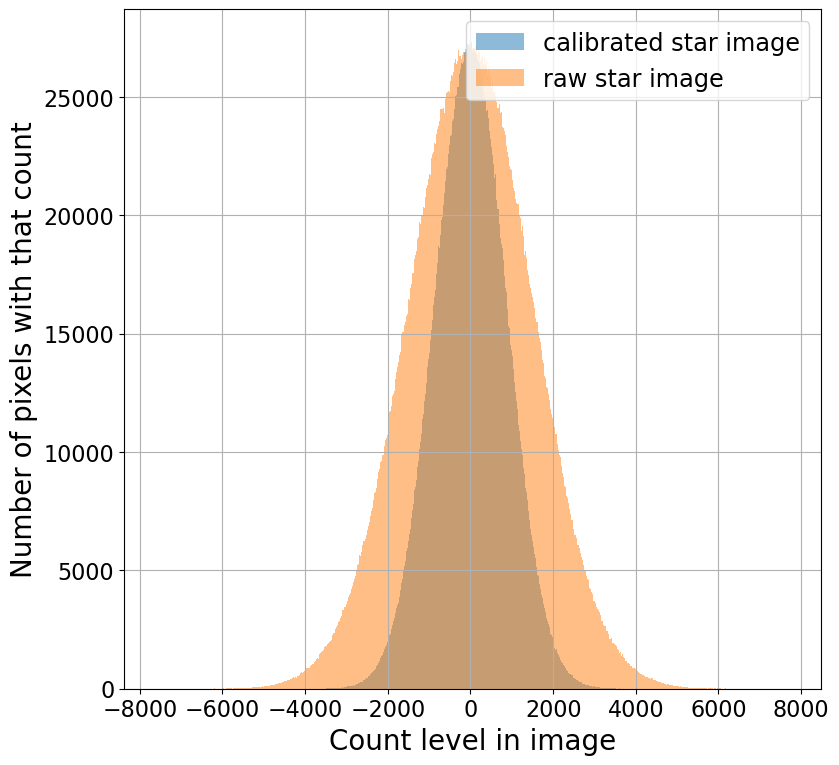 calibrated star image
raw star image
Number of pixels with that count
25000
20000
15000
10000
5000
0
−8000 −6000 −4000 −2000 0 2000 4000 6000 8000
Count level in image